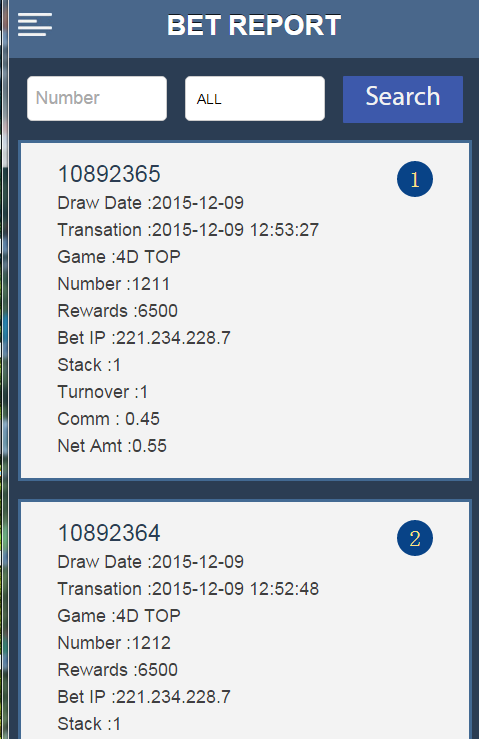 BET REPORT
Number
ALL
Search
10892365
1
Draw Date :2015-12-09
Transation :2015-12-09 12:53:27
Game :4D TOP
Number :1211
Rewards :6500
Bet IP :221.234.228.7
Stack :1
Turnover :1
Comm : 0.45
Net Amt :0.55
10892364
2
Draw Date :2015-12-09
Transation :2015-12-09 12:52:48
Game :4D TOP
Number :1212
Rewards :6500
Bet IP :221.234.228.7
Stack :1